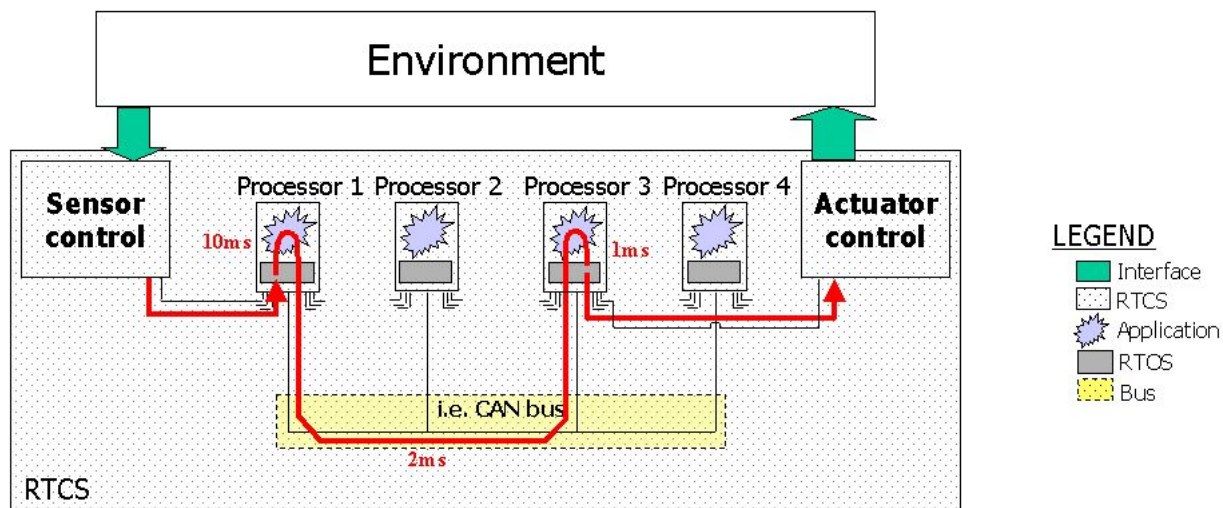 Environment
Sensor
control
Processor 1
Processor 2
Processor 3
Processor 4
Actuator
control
10ms
1ms
i.e. CAN bus
2ms
RTCS
LEGEND
Interface
RTCS
Application
RTOS
Bus